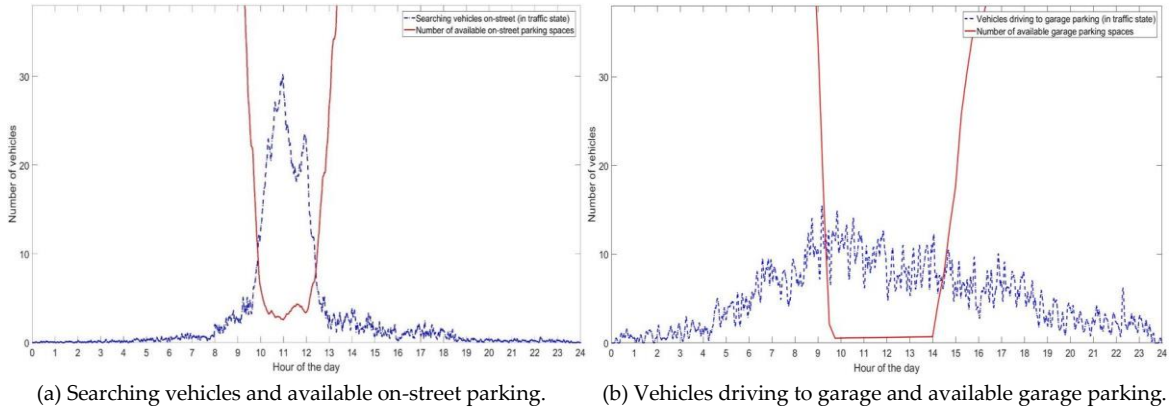 Searching vehicles on-street (in traffic state)
Number of available on-street parking spaces
Number of vehicles
30
20
10
0
0 1 2 3 4 5 6 7 8 9 10 11 12 13 14 15 16 17 18 19 20 21 22 23 24
Hour of the day
(a) Searching vehicles and available on-street parking.
Vehicles driving to garage parking (in traffic state)
Number of available garage parking spaces
Number of vehicles
30
20
10
0
0 1 2 3 4 5 6 7 8 9 10 11 12 13 14 15 16 17 18 19 20 21 22 23 24
Hour of the day
(b) Vehicles driving to garage and available garage parking.